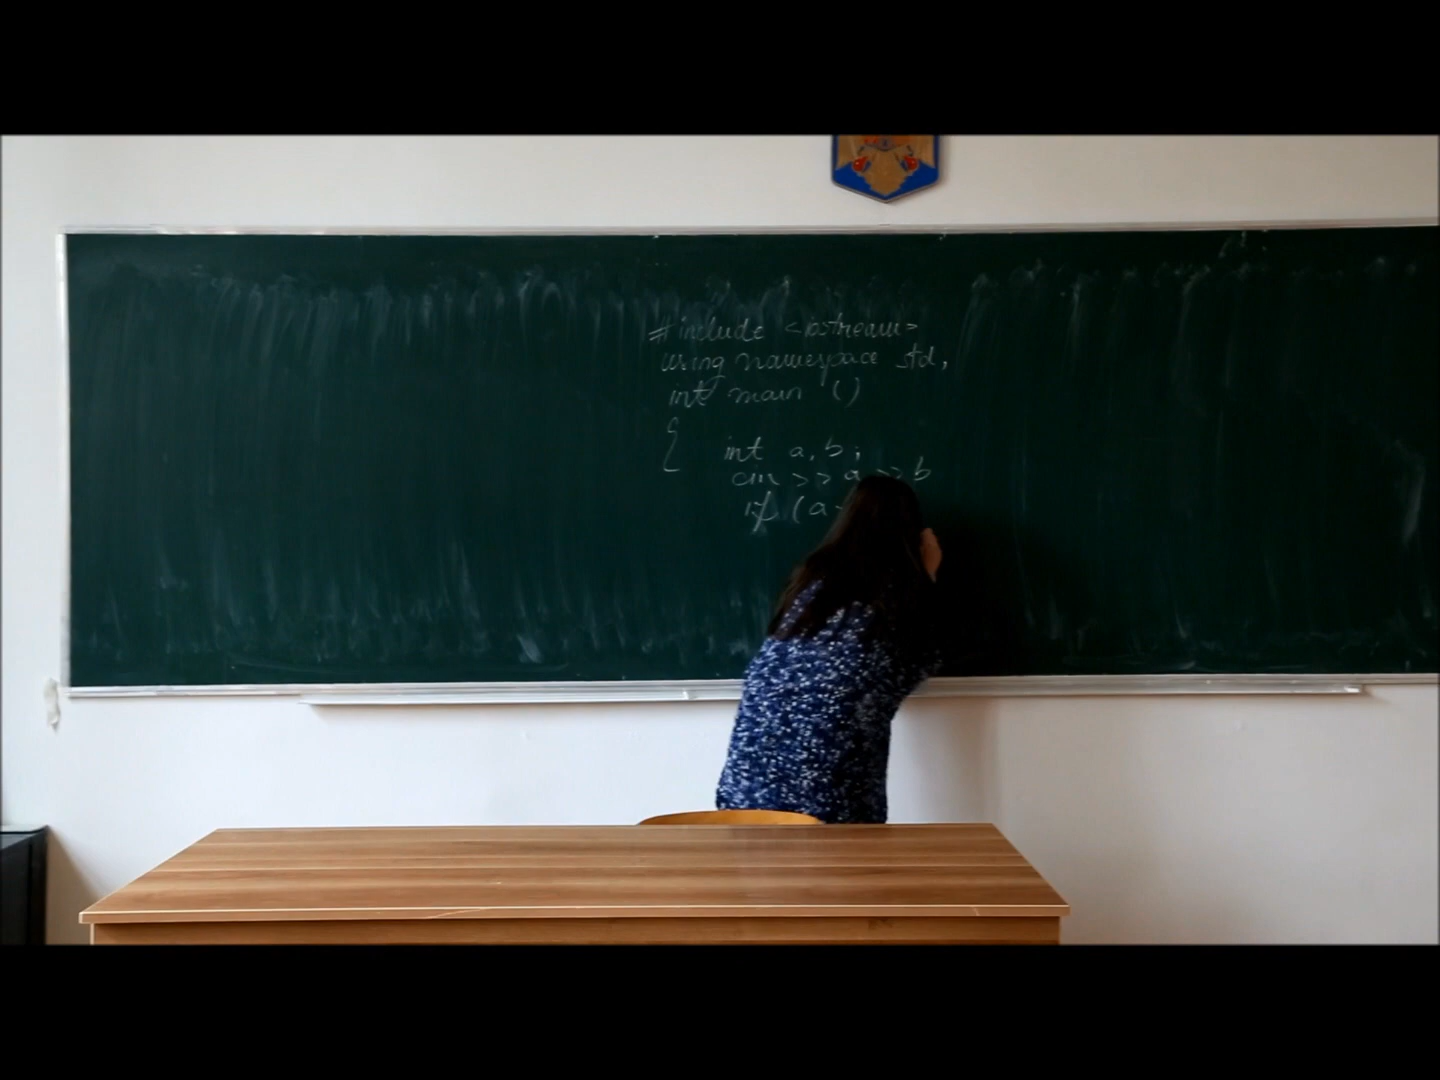 #include <iostream>
using namespace std,
int main ()
{
int a, b;
cin >> a >> b
if (a